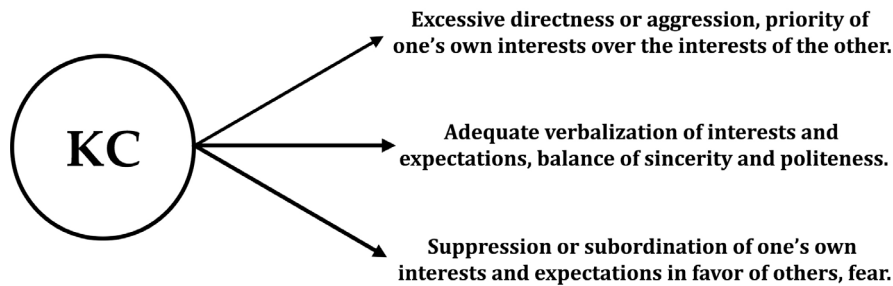 Excessive directness or aggression, priority of
one's own interests over the interests of the other.
KC
Adequate verbalization of interests and
expectations, balance of sincerity and politeness.
Suppression or subordination of one's own
interests and expectations in favor of others, fear.